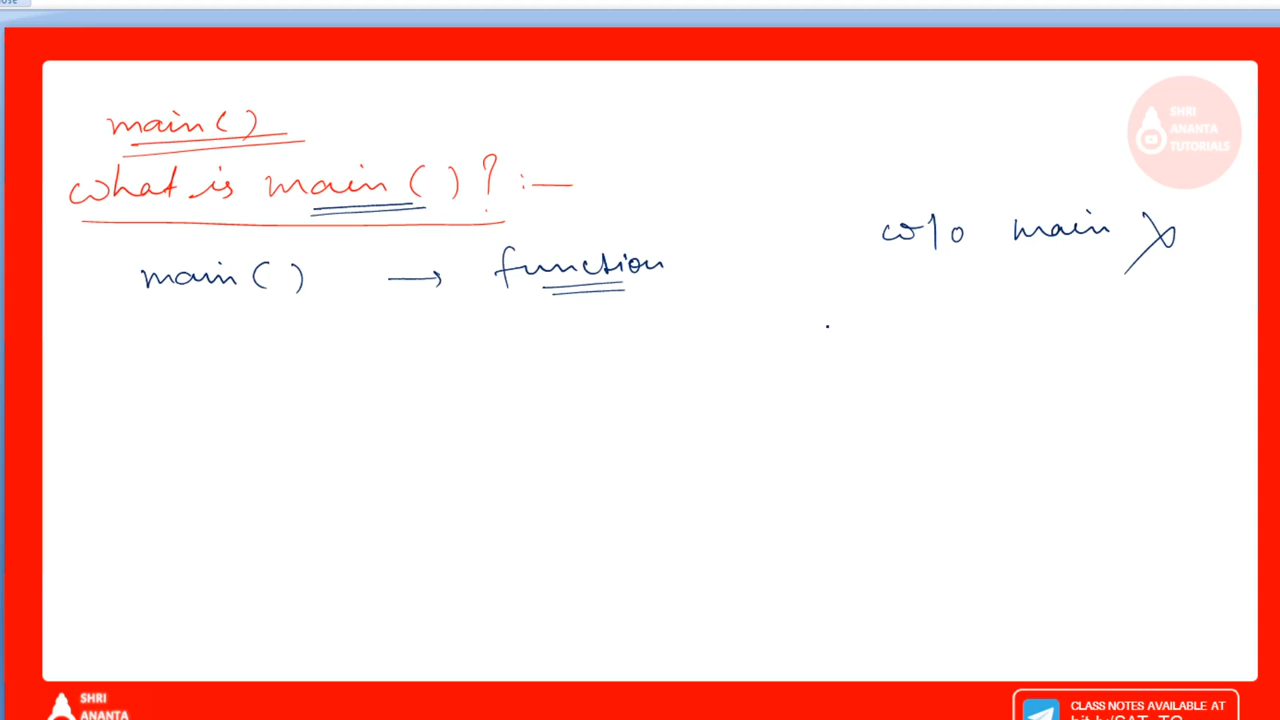 main()
what is main()? :—
w/o main X
main() → function
SHRI
ANANTA
TUTORIALS
SHRI
ANANTA
CLASS NOTES AVAILABLE AT